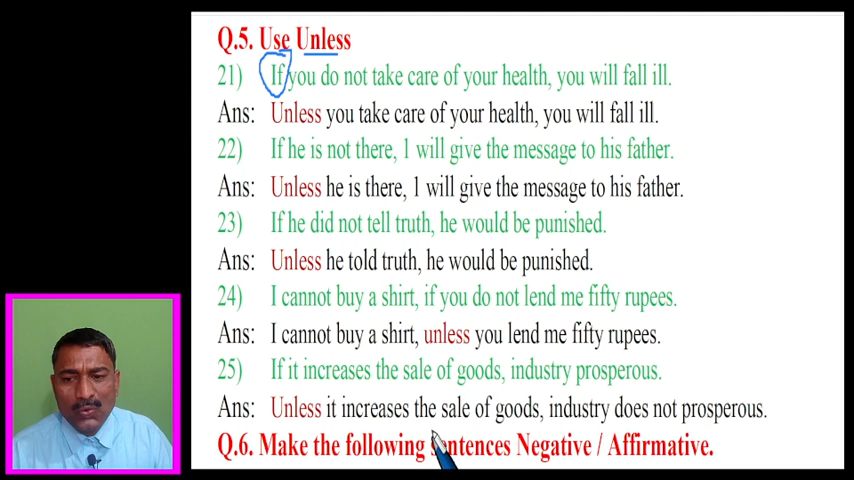 Q.5. Use Unless
21) If you do not take care of your health, you will fall ill.
Ans: Unless you take care of your health, you will fall ill.
22) If he is not there, 1 will give the message to his father.
Ans: Unless he is there, 1 will give the message to his father.
23) If he did not tell truth, he would be punished.
Ans: Unless he told truth, he would be punished.
24) I cannot buy a shirt, if you do not lend me fifty rupees.
Ans: I cannot buy a shirt, unless you lend me fifty rupees.
25) If it increases the sale of goods, industry prosperous.
Ans: Unless it increases the sale of goods, industry does not prosperous.
Q.6. Make the following sentences Negative / Affirmative.